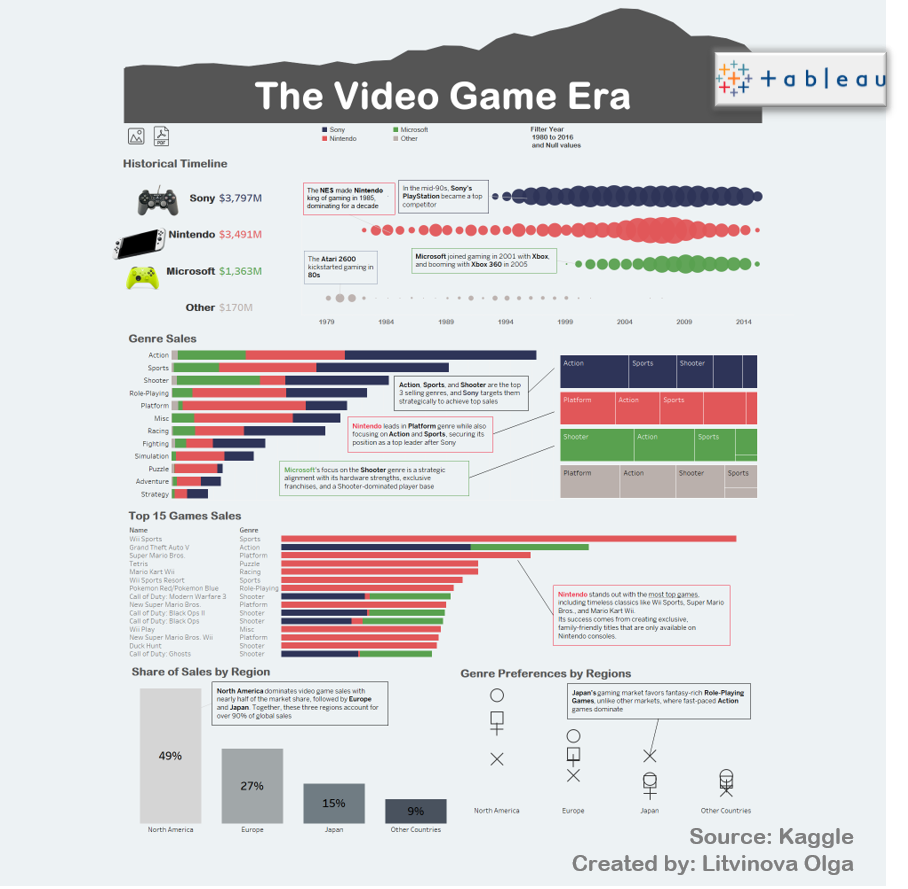 The Video Game Era
+ableau
PDF
Sony
Microsoft
Nintendo
Other
Filter Year
1980 to 2016
and Null values
Historical Timeline
Sony $3,797M
Nintendo $3,491M
Microsoft $1,363M
Other $170M
The NES made Nintendo
king of gaming in 1985,
dominating for a decade
In the mid-90s, Sony's
PlayStation became a top
competitor
The Atari 2600
kickstarted gaming in
80s
Microsoft joined gaming in 2001 with Xbox,
and booming with Xbox 360 in 2005
1979 1984 1989 1994 1999 2004 2009 2014
Genre Sales
Action
Sports
Shooter
Role-Playing
Platform
Misc
Racing
Fighting
Simulation
Puzzle
Adventure
Strategy
Action, Sports, and Shooter are the top
3 selling genres, and Sony targets them
strategically to achieve top sales
Nintendo leads in Platform genre while also
focusing on Action and Sports, securing its
position as a top leader after Sony
Microsoft's focus on the Shooter genre is a strategic
alignment with its hardware strengths, exclusive
franchises, and a Shooter-dominated player base
Action Sports Shooter
Platform Action Sports
Shooter Action Sports
Platform Action Shooter Sports
Top 15 Games Sales
Name Genre
Wii Sports Sports
Grand Theft Auto V Action
Super Mario Bros. Platform
Tetris Puzzle
Mario Kart Wii Racing
Wii Sports Resort Sports
Pokemon Red/Pokemon Blue Role-Playing
Call of Duty: Modern Warfare 3 Shooter
New Super Mario Bros. Platform
Call of Duty: Black Ops II Shooter
Call of Duty: Black Ops Shooter
Wii Play Misc
New Super Mario Bros. Wii Platform
Duck Hunt Shooter
Call of Duty: Ghosts Shooter
Nintendo stands out with the most top games,
including timeless classics like Wii Sports, Super Mario
Bros., and Mario Kart Wii.
Its success comes from creating exclusive,
family-friendly titles that are only available on
Nintendo consoles.
Share of Sales by Region
North America dominates video game sales with
nearly half of the market share, followed by Europe
and Japan. Together, these three regions account for
over 90% of global sales
49%
27%
15%
9%
North America Europe Japan Other Countries
Genre Preferences by Regions
Japan's gaming market favors fantasy-rich Role-Playing
Games, unlike other markets, where fast-paced Action
games dominate
North America Europe Japan Other Countries
Source: Kaggle
Created by: Litvinova Olga